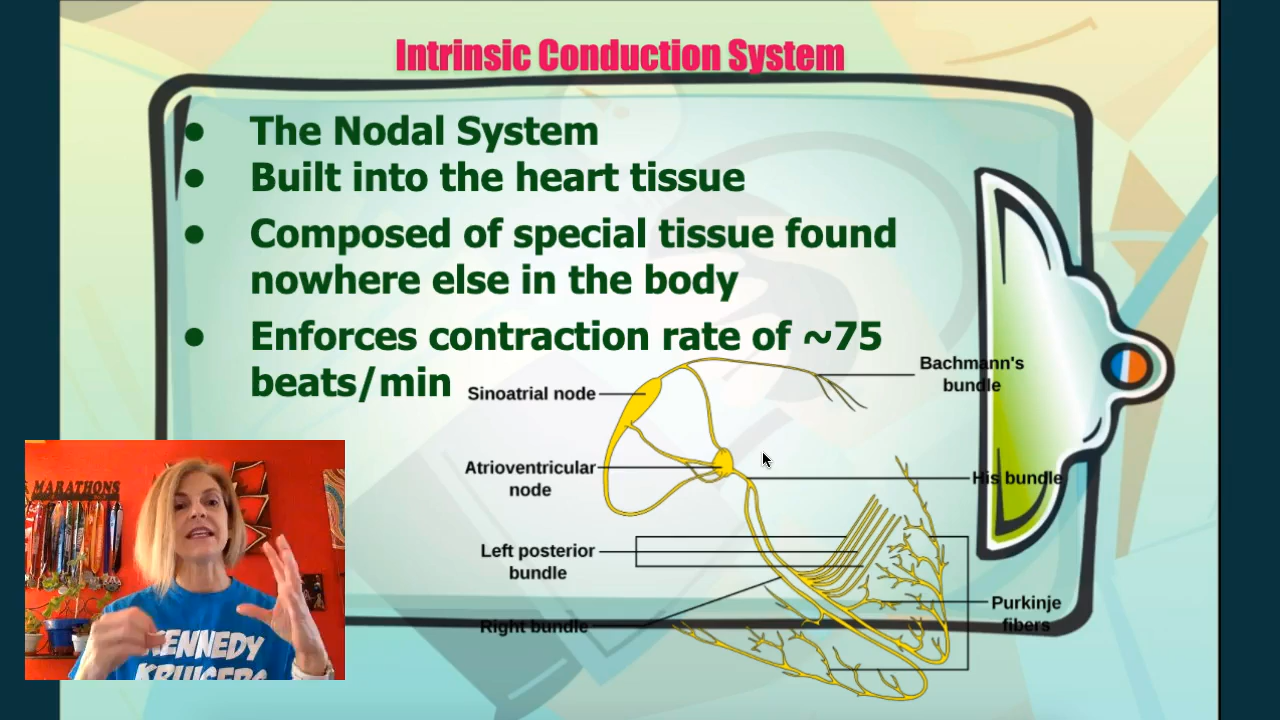 Intrinsic Conduction System
● The Nodal System
● Built into the heart tissue
● Composed of special tissue found
nowhere else in the body
● Enforces contraction rate of ~75
beats/min
Sinoatrial node
Bachmann's
bundle
Atrioventricular
node
His bundle
Left posterior
bundle
Purkinje
fibers
Right bundle
MARATHONS
KENNEDY
KRUISERS